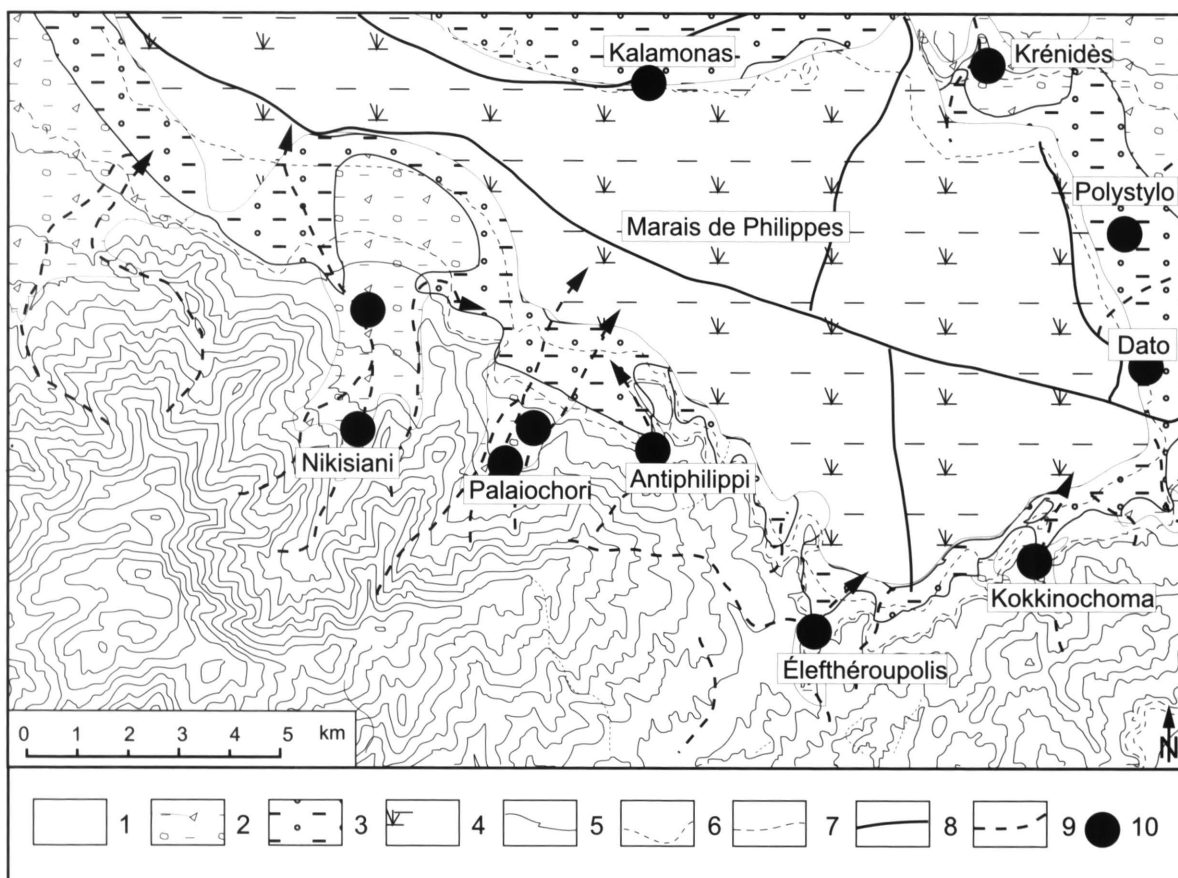 Kalamonas
Krénidès
Polystylo
Marais de Philippes
Dato
Nikisiani
Palaiochori
Antiphilippi
Kokkinochoma
Élefthéroupolis
0 1 2 3 4 5 km
N
1 2 3 4 5 6 7 8 9 10